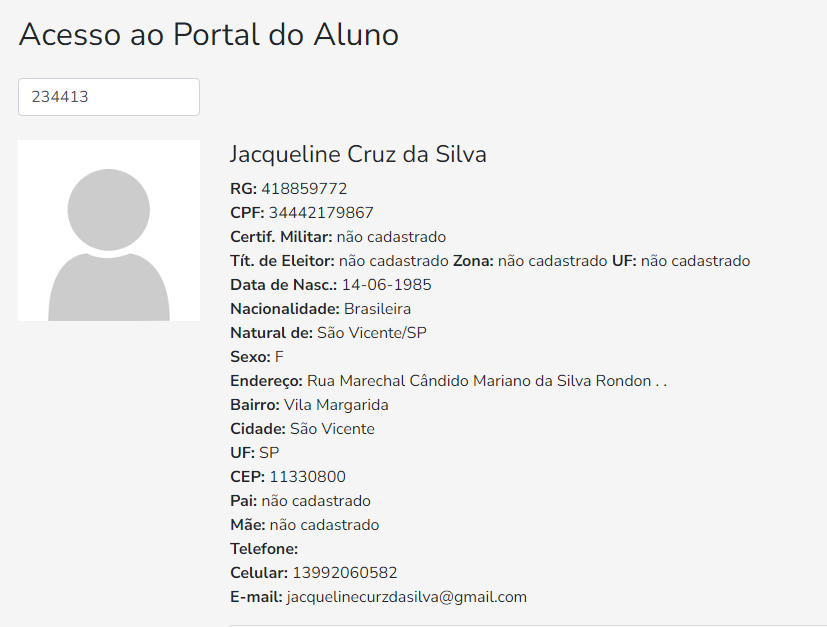 Acesso ao Portal do Aluno
234413
Jacqueline Cruz da Silva
RG: 418859772
CPF: 34442179867
Certif. Militar: não cadastrado
Tít. de Eleitor: não cadastrado Zona: não cadastrado UF: não cadastrado
Data de Nasc.: 14-06-1985
Nacionalidade: Brasileira
Natural de: São Vicente/SP
Sexo: F
Endereço: Rua Marechal Cândido Mariano da Silva Rondon . .
Bairro: Vila Margarida
Cidade: São Vicente
UF: SP
CEP: 11330800
Pai: não cadastrado
Mãe: não cadastrado
Telefone:
Celular: 13992060582
E-mail: jacquelinecurzdasilva@gmail.com